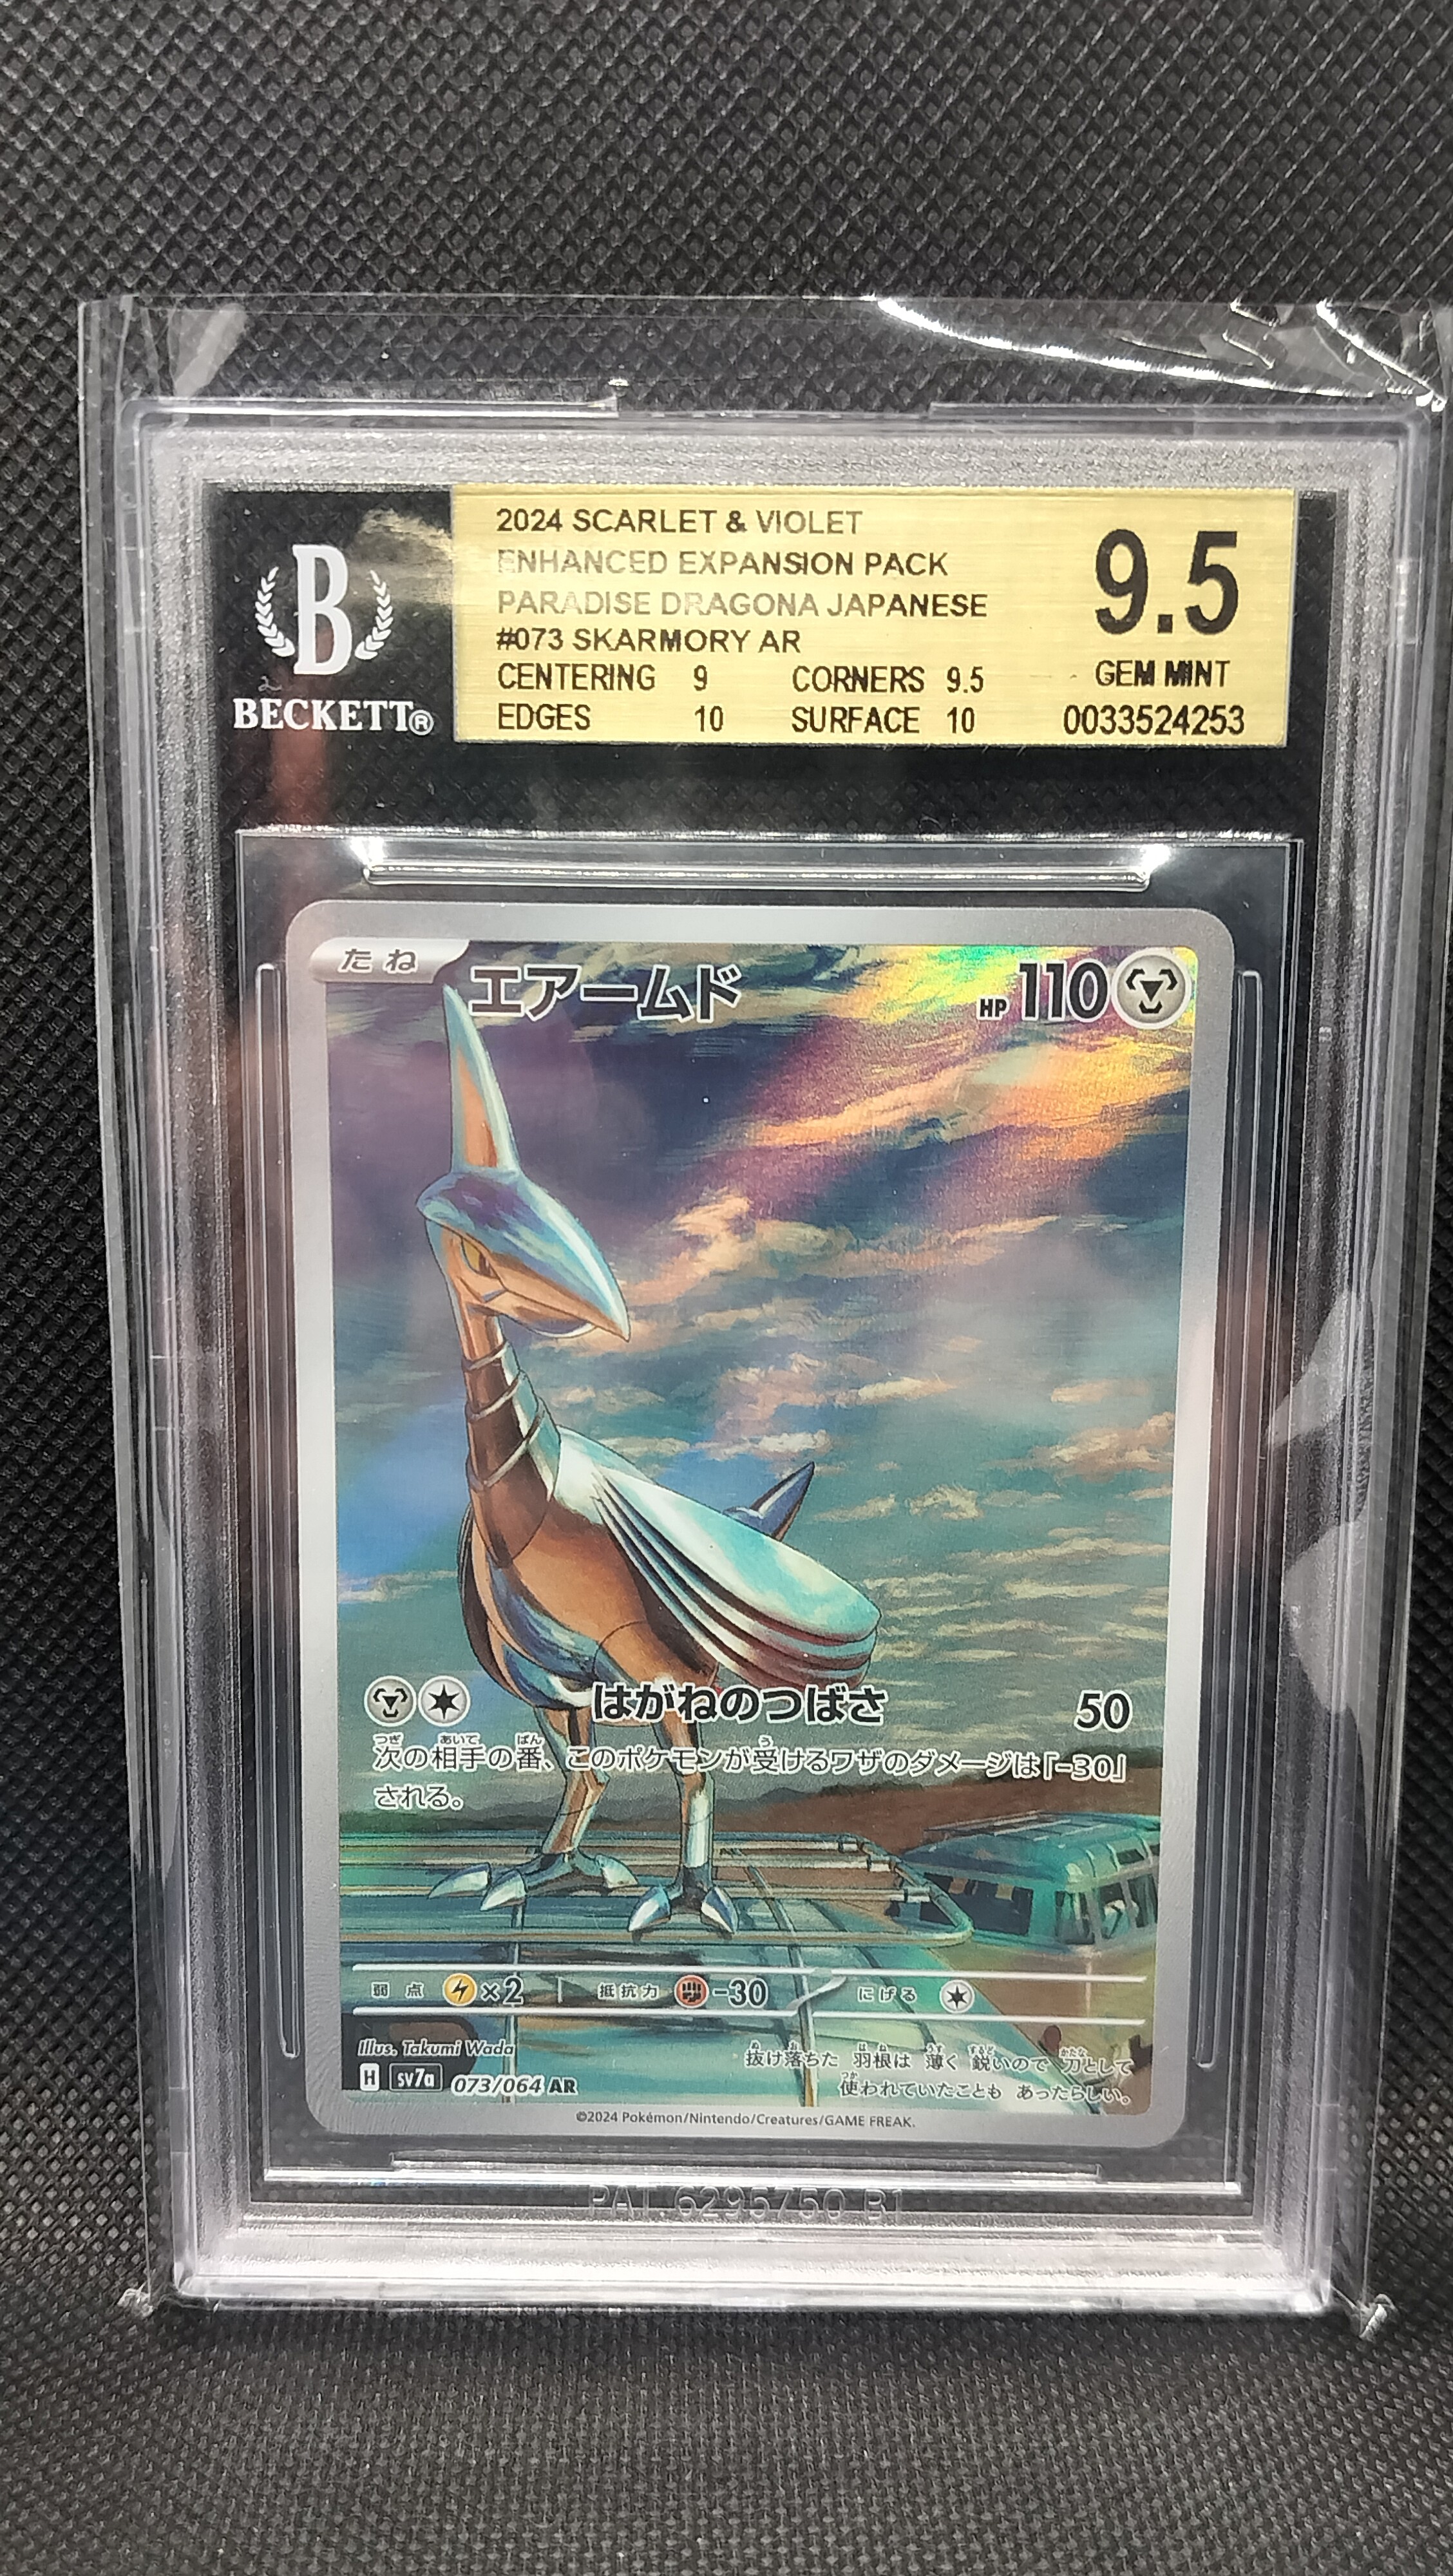 2024 SCARLET & VIOLET
ENHANCED EXPANSION PACK
PARADISE DRAGONA JAPANESE
#073 SKARMORY AR
CENTERING 9 CORNERS 9.5
EDGES 10 SURFACE 10
9.5
GEM MINT
0033524253
B
BECKETT®
たね
エアームド
HP 110
はがねのつばさ 50
次の相手の番、このポケモンが受けるワザのダメージは「-30」
される。
弱点 ×2 抵抗力 -30 にげる
Illus. Takumi Wada
H sv7a 073/064 AR
抜け落ちた 羽根は 薄く 鋭いので 刀として
使われていたことも あったらしい。
©2024 Pokémon/Nintendo/Creatures/GAME FREAK.
PAT. 6295750 B1